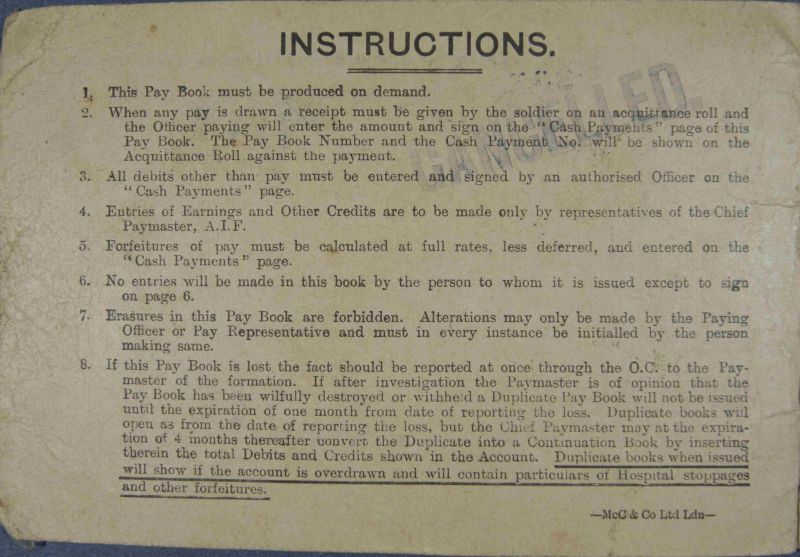 INSTRUCTIONS.
CANCELLED.
1. This Pay Book must be produced on demand.
2. When any pay is drawn a receipt must be given by the soldier on an acquittance roll and
the Officer paying will enter the amount and sign on the "Cash Payments" page of this
Pay Book. The Pay Book Number and the Cash Payment No. will be shown on the
Acquittance Roll against the payment.
3. All debits other than pay must be entered and signed by an authorised Officer on the
"Cash Payments" page.
4. Entries of Earnings and Other Credits are to be made only by representatives of the Chief
Paymaster, A.I.F.
5. Forfeitures of pay must be calculated at full rates, less deferred, and entered on the
"Cash Payments" page.
6. No entries will be made in this book by the person to whom it is issued except to sign
on page 6.
7. Erasures in this Pay Book are forbidden. Alterations may only be made by the Paying
Officer or Pay Representative and must in every instance be initialled by the person
making same.
8. If this Pay Book is lost the fact should be reported at once through the O.C. to the Pay-
master of the formation. If after investigation the Paymaster is of opinion that the
Pay Book has been wilfully destroyed or withheld a Duplicate Pay Book will not be issued
until the expiration of one month from date of reporting the loss. Duplicate books will
open as from the date of reporting the loss, but the Chief Paymaster may at the expira-
tion of 4 months thereafter convert the Duplicate into a Continuation Book by inserting
therein the total Debits and Credits shown in the Account. Duplicate books when issued
will show if the account is overdrawn and will contain particulars of Hospital stoppages
and other forfeitures.
—McC & Co Ltd Ldn—